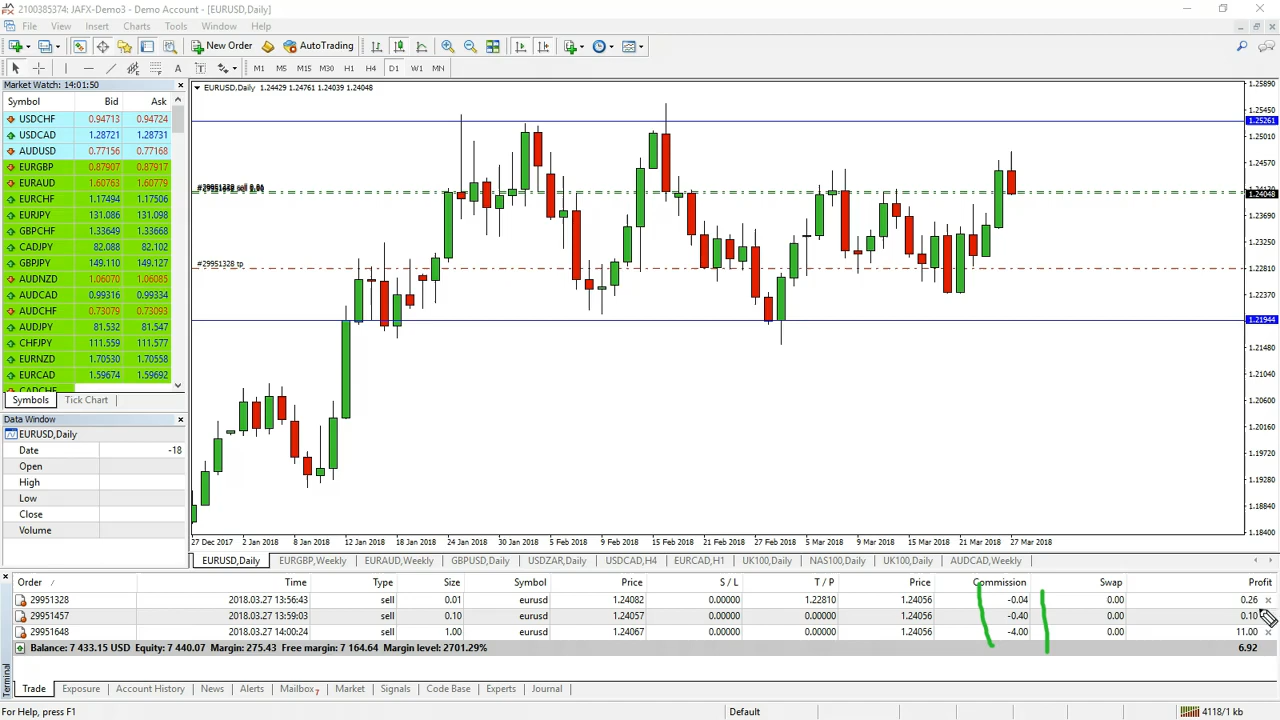 2100385374: JAFX-Demo3 - Demo Account - [EURUSD,Daily]
File View Insert Charts Tools Window Help
New Order AutoTrading
A T M1 M5 M15 M30 H1 H4 D1 W1 MN
Market Watch: 14:01:50
Symbol Bid Ask
USDCHF 0.94713 0.94724
USDCAD 1.28721 1.28731
AUDUSD 0.77156 0.77168
EURGBP 0.87907 0.87917
EURAUD 1.60763 1.60779
EURCHF 1.17494 1.17506
EURJPY 131.086 131.098
GBPCHF 1.33649 1.33668
CADJPY 82.088 82.102
GBPJPY 149.110 149.127
AUDNZD 1.06070 1.06085
AUDCAD 0.99316 0.99334
AUDCHF 0.73079 0.73093
AUDJPY 81.532 81.547
CHFJPY 111.559 111.577
EURNZD 1.70530 1.70558
EURCAD 1.59674 1.59692
CADCHF
Symbols Tick Chart
Data Window
EURUSD,Daily
Date -18
Open
High
Low
Close
Volume
EURUSD,Daily 1.24429 1.24761 1.24039 1.24048
#29951328 tp
1.25890
1.25450
1.25261
1.25010
1.24570
1.24048
1.23690
1.23250
1.22810
1.22370
1.21944
1.21480
1.21040
1.20600
1.20160
1.19720
1.19280
1.18840
1.18400
27 Dec 2017 2 Jan 2018 8 Jan 2018 12 Jan 2018 18 Jan 2018 24 Jan 2018 30 Jan 2018 5 Feb 2018 9 Feb 2018 15 Feb 2018 21 Feb 2018 27 Feb 2018 5 Mar 2018 9 Mar 2018 15 Mar 2018 21 Mar 2018 27 Mar 2018
EURUSD,Daily EURGBP,Weekly EURAUD,Weekly GBPUSD,Daily USDZAR,Daily USDCAD,H4 EURCAD,H1 UK100,Daily NAS100,Daily UK100,Daily AUDCAD,Weekly
Order Time Type Size Symbol Price S / L T / P Price Commission Swap Profit
29951328 2018.03.27 13:56:43 sell 0.01 eurusd 1.24082 0.00000 1.22810 1.24056 -0.04 0.00 0.26
29951457 2018.03.27 13:59:03 sell 0.10 eurusd 1.24057 0.00000 0.00000 1.24056 -0.40 0.00 0.10
29951648 2018.03.27 14:00:24 sell 1.00 eurusd 1.24067 0.00000 0.00000 1.24056 -4.00 0.00 11.00
Balance: 7 433.15 USD Equity: 7 440.07 Margin: 275.43 Free margin: 7 164.64 Margin level: 2701.29% 6.92
Terminal
Trade Exposure Account History News Alerts Mailbox7 Market Signals Code Base Experts Journal
For Help, press F1 Default 4118/1 kb